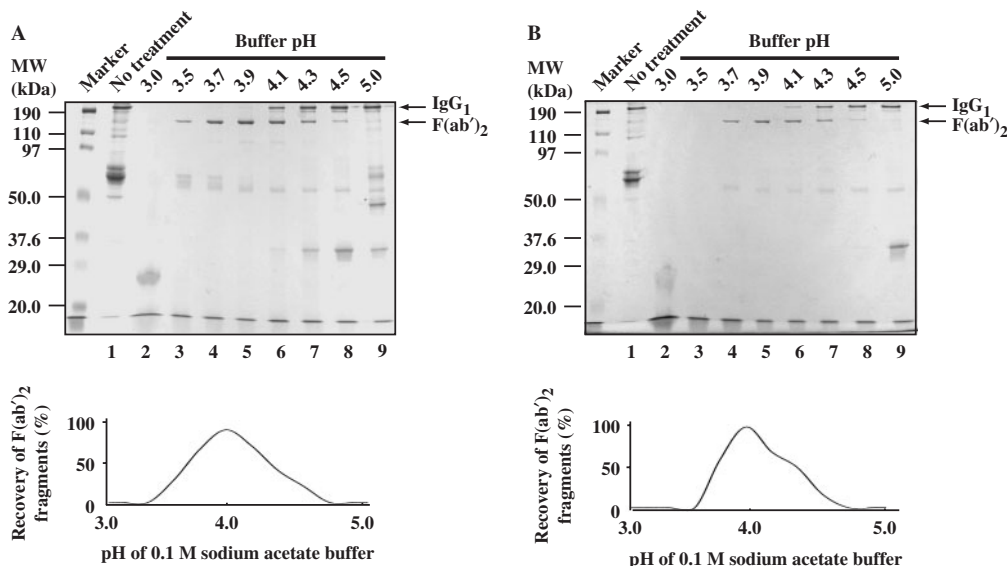 A
Buffer pH
MW
(kDa)
Marker
No treatment
3.0
3.5
3.7
3.9
4.1
4.3
4.5
5.0
190
110
97
50.0
37.6
29.0
20.0
IgG1
F(ab′)2
1 2 3 4 5 6 7 8 9
Recovery of F(ab′)2
fragments (%)
100
50
0
3.0 4.0 5.0
pH of 0.1 M sodium acetate buffer
B
Buffer pH
MW
(kDa)
Marker
No treatment
3.0
3.5
3.7
3.9
4.1
4.3
4.5
5.0
190
110
97
50.0
37.6
29.0
20.0
IgG1
F(ab′)2
1 2 3 4 5 6 7 8 9
Recovery of F(ab′)2
fragments (%)
100
50
0
3.0 4.0 5.0
pH of 0.1 M sodium acetate buffer